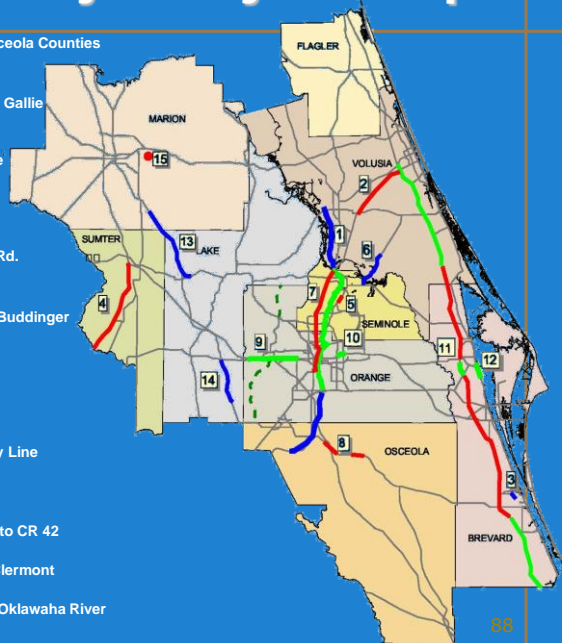 ceola Counties
Gallie
Rd.
Buddinger
y Line
to CR 42
lermont
Oklawaha River
FLAGLER
MARION
15
VOLUSIA
2
SUMTER
13
LAKE
1
6
4
7
5
SEMINOLE
9
10
11
12
14
ORANGE
8
OSCEOLA
3
BREVARD
88